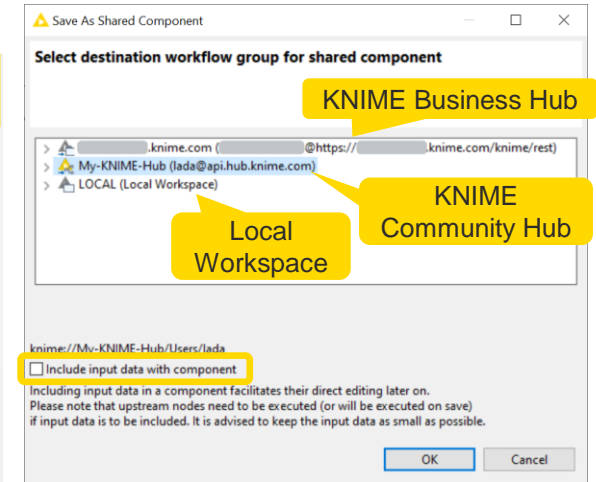 Save As Shared Component
Select destination workflow group for shared component
KNIME Business Hub
.knime.com ( @https:// .knime.com/knime/rest)
My-KNIME-Hub (lada@api.hub.knime.com)
LOCAL (Local Workspace)
KNIME
Community Hub
Local
Workspace
knime://My-KNIME-Hub/Users/lada
Include input data with component
Including input data in a component facilitates their direct editing later on.
Please note that upstream nodes need to be executed (or will be executed on save)
if input data is to be included. It is advised to keep the input data as small as possible.
OK Cancel